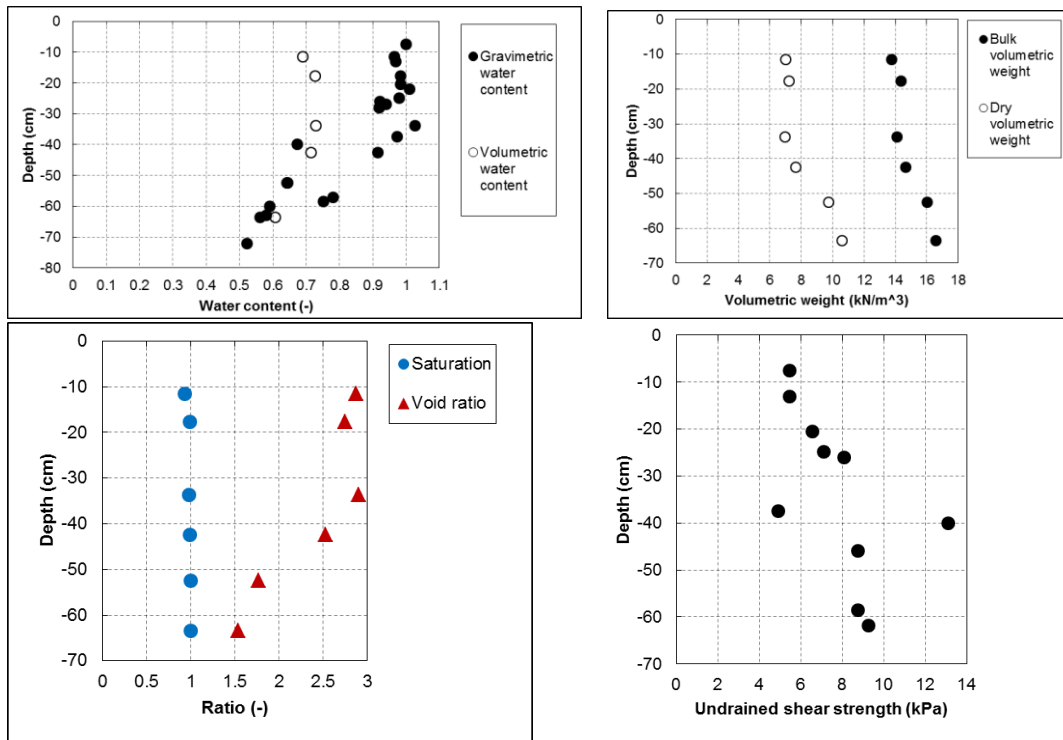 0
-10
-20
-30
-40
-50
-60
-70
-80
Depth (cm)
0 0.1 0.2 0.3 0.4 0.5 0.6 0.7 0.8 0.9 1 1.1
Water content (-)
Gravimetric
water
content
Volumetric
water
content
0
-10
-20
-30
-40
-50
-60
-70
Depth (cm)
0 2 4 6 8 10 12 14 16 18
Volumetric weight (kN/m^3)
Bulk
volumetric
weight
Dry
volumetric
weight
0
-10
-20
-30
-40
-50
-60
-70
Depth (cm)
0 0.5 1 1.5 2 2.5 3
Ratio (-)
Saturation
Void ratio
0
-10
-20
-30
-40
-50
-60
-70
Depth (cm)
0 2 4 6 8 10 12 14
Undrained shear strength (kPa)